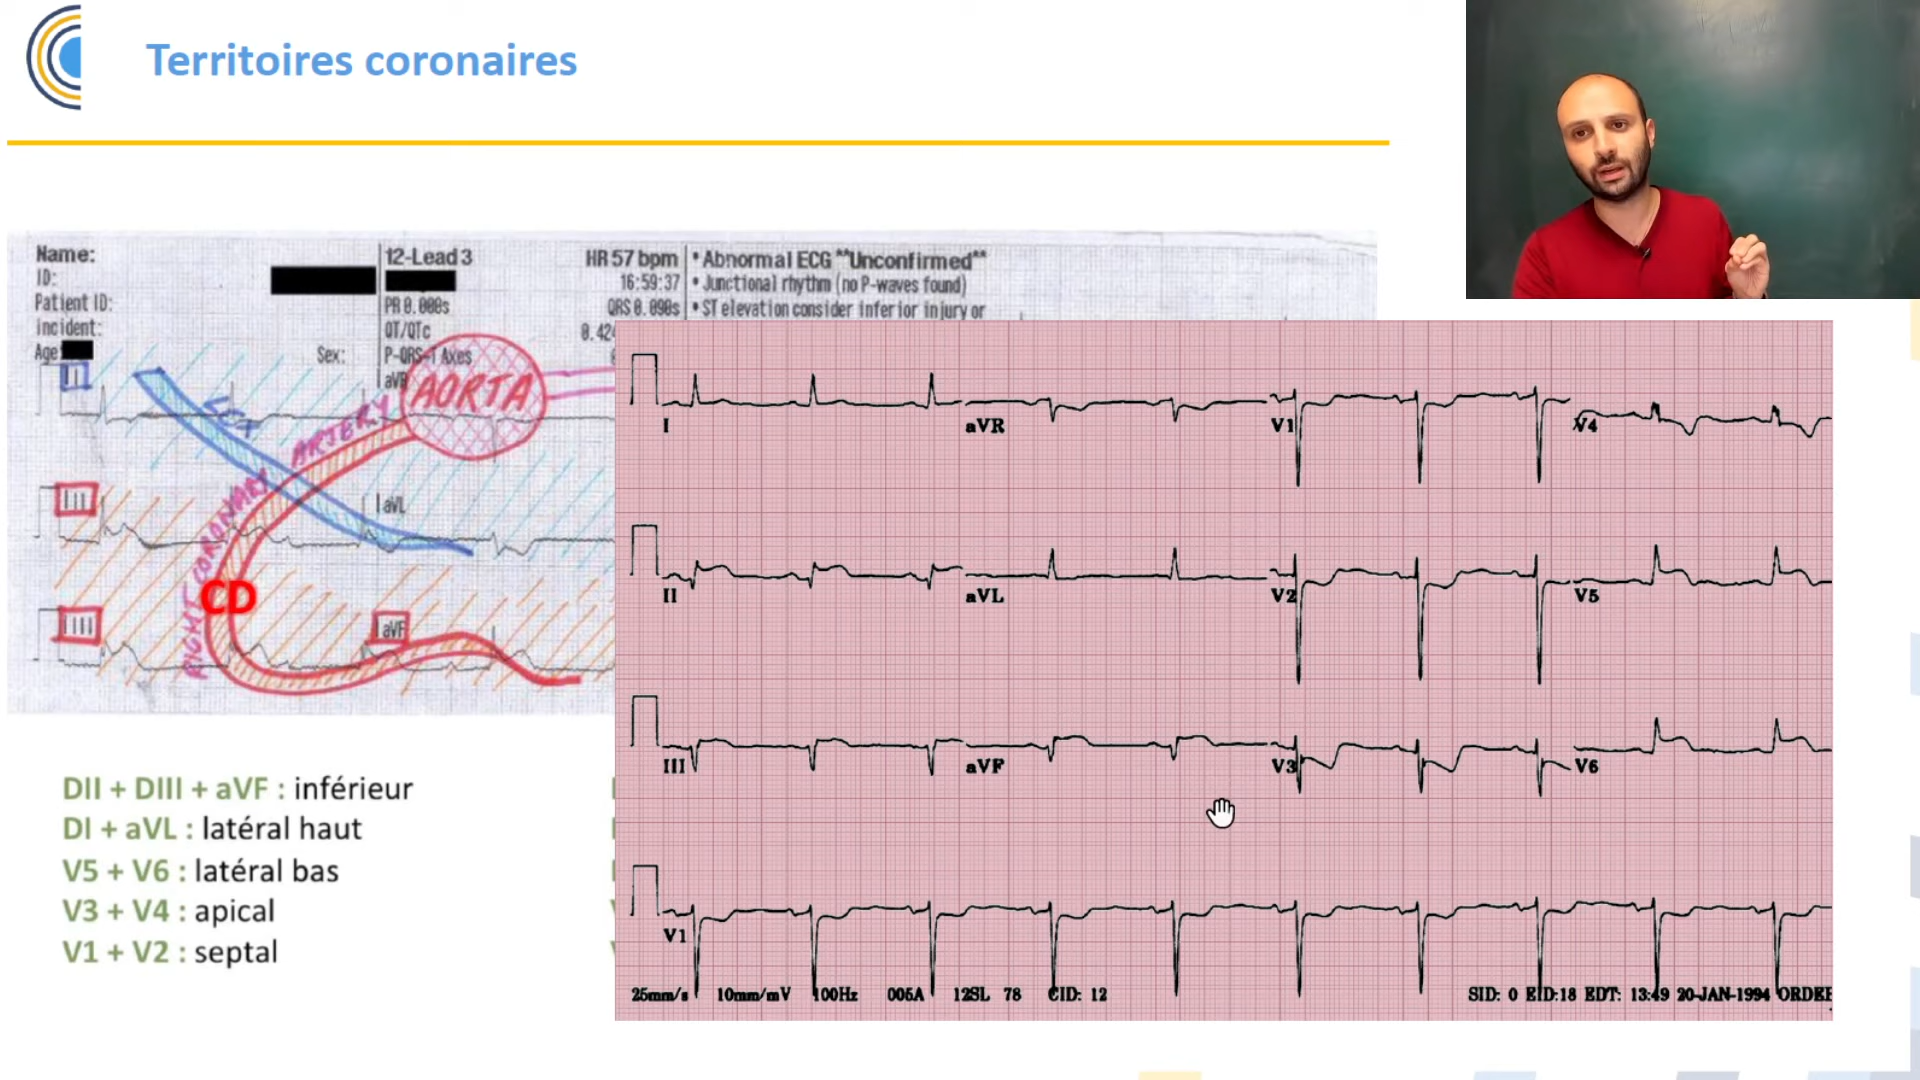 Territoires coronaires
Name:
ID:
Patient ID:
incident:
Age
Sex:
12-Lead 3
PR 0.000s
QT/QTc
P-QRS-T Axes
aVR
HR 57 bpm
16:59:37
QRS 0.090s
0.42
• Abnormal ECG **Unconfirmed**
• Junctional rhythm (no P-waves found)
• ST elevation consider inferior injury or
AORTA
RIGHT CORONARY ARTERY
aVL
CD
aVF
I
aVR
V1
V4
II
aVL
V2
V5
III
aVF
V3
V6
V1
25mm/s 10mm/mV 100Hz 005A 12SL 78 CID: 12
SID: 0 EID:18 EDT: 13:49 20-JAN-1994 ORDE
DII + DIII + aVF : inférieur
DI + aVL : latéral haut
V5 + V6 : latéral bas
V3 + V4 : apical
V1 + V2 : septal